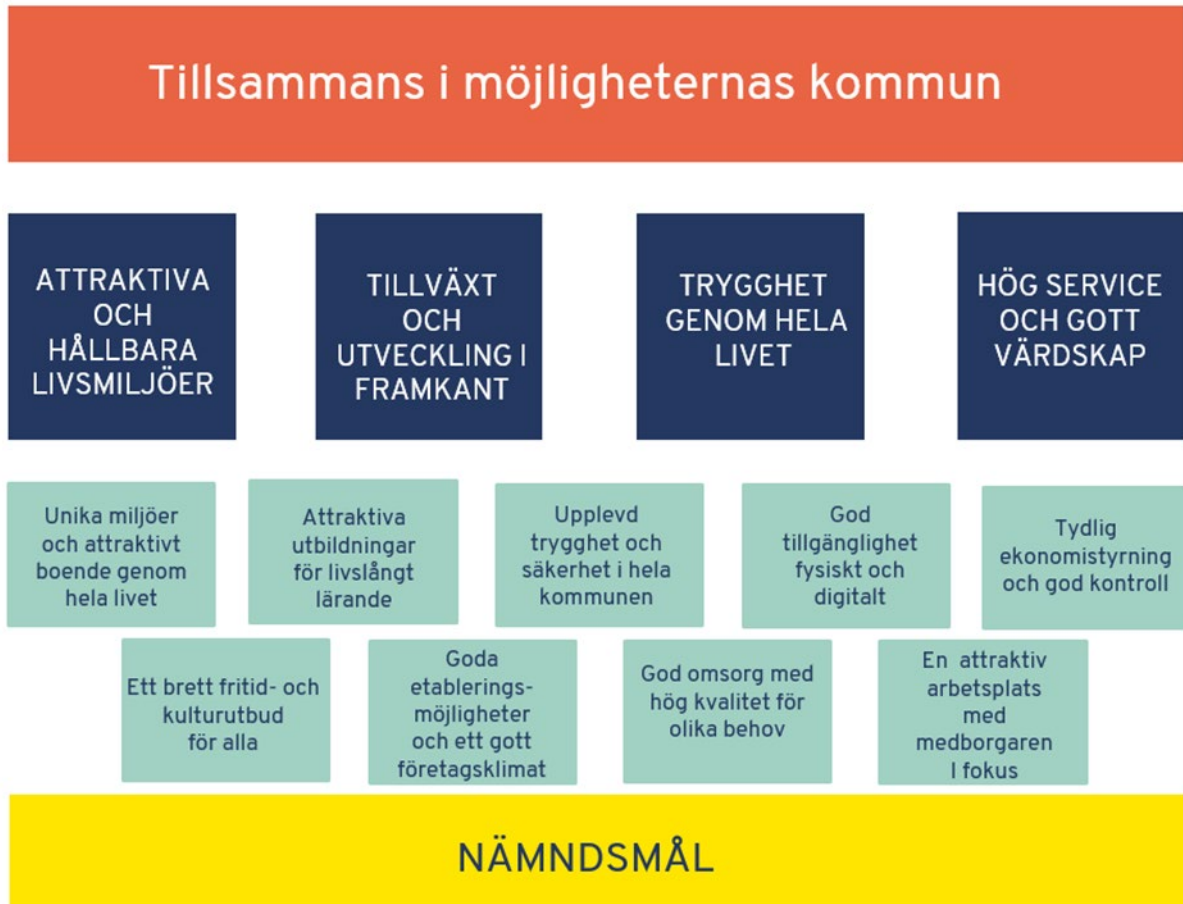 Tillsammans i möjligheternas kommun
ATTRAKTIVA
OCH
HÅLLBARA
LIVSMILJÖER
TILLVÄXT
OCH
UTVECKLING I
FRAMKANT
TRYGGHET
GENOM HELA
LIVET
HÖG SERVICE
OCH GOTT
VÄRDSKAP
Unika miljöer
och attraktivt
boende genom
hela livet
Attraktiva
utbildningar
för livslångt
lärande
Upplevd
trygghet och
säkerhet i hela
kommunen
God
tillgänglighet
fysiskt och
digitalt
Tydlig
ekonomistyrning
och god kontroll
Ett brett fritid- och
kulturutbud
för alla
Goda
etablerings-
möjligheter
och ett gott
företagsklimat
God omsorg med
hög kvalitet för
olika behov
En attraktiv
arbetsplats
med
medborgaren
I fokus
NÄMNDSMÅL